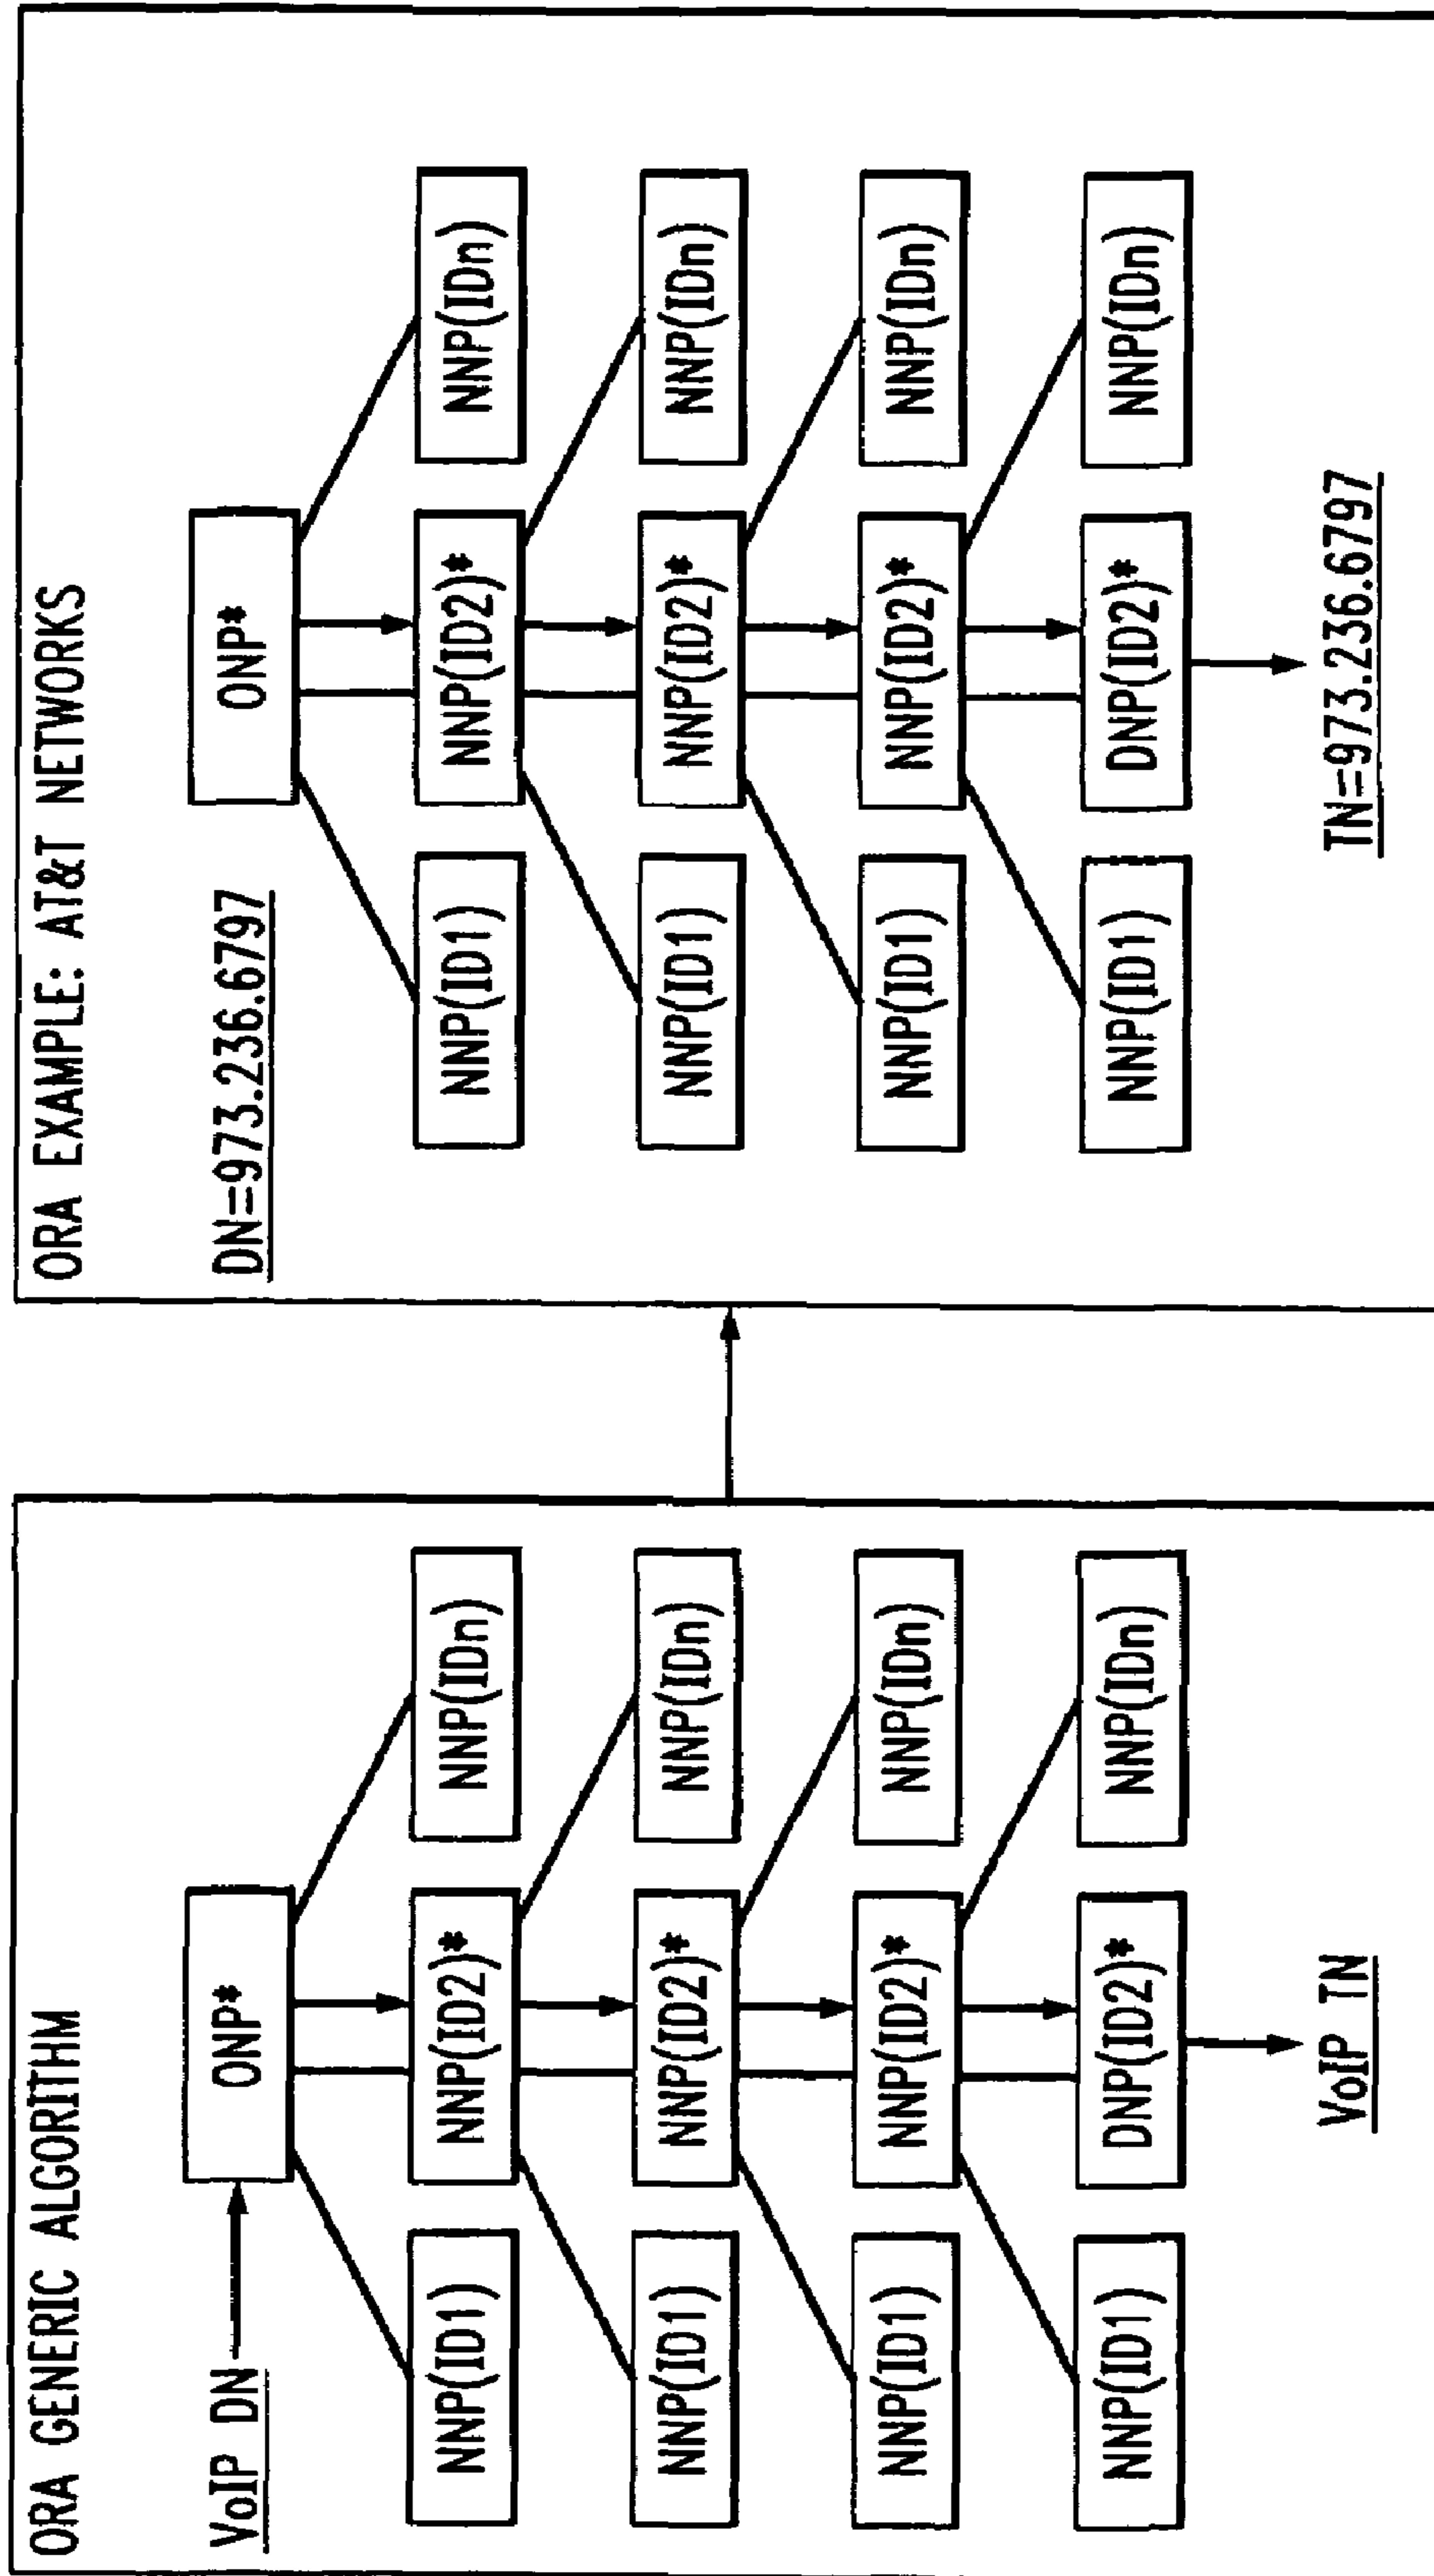 ORA GENERIC ALGORITHM
VoIP DN
ONP*
NNP(ID1)
NNP(ID2)*
NNP(IDn)
NNP(ID1)
NNP(ID2)*
NNP(IDn)
NNP(ID1)
NNP(ID2)*
NNP(IDn)
NNP(ID1)
DNP(ID2)*
NNP(IDn)
VoIP TN
ORA EXAMPLE: AT&T NETWORKS
DN=973.236.6797
ONP*
NNP(ID1)
NNP(ID2)*
NNP(IDn)
NNP(ID1)
NNP(ID2)*
NNP(IDn)
NNP(ID1)
NNP(ID2)*
NNP(IDn)
NNP(ID1)
DNP(ID2)*
NNP(IDn)
TN=973.236.6797